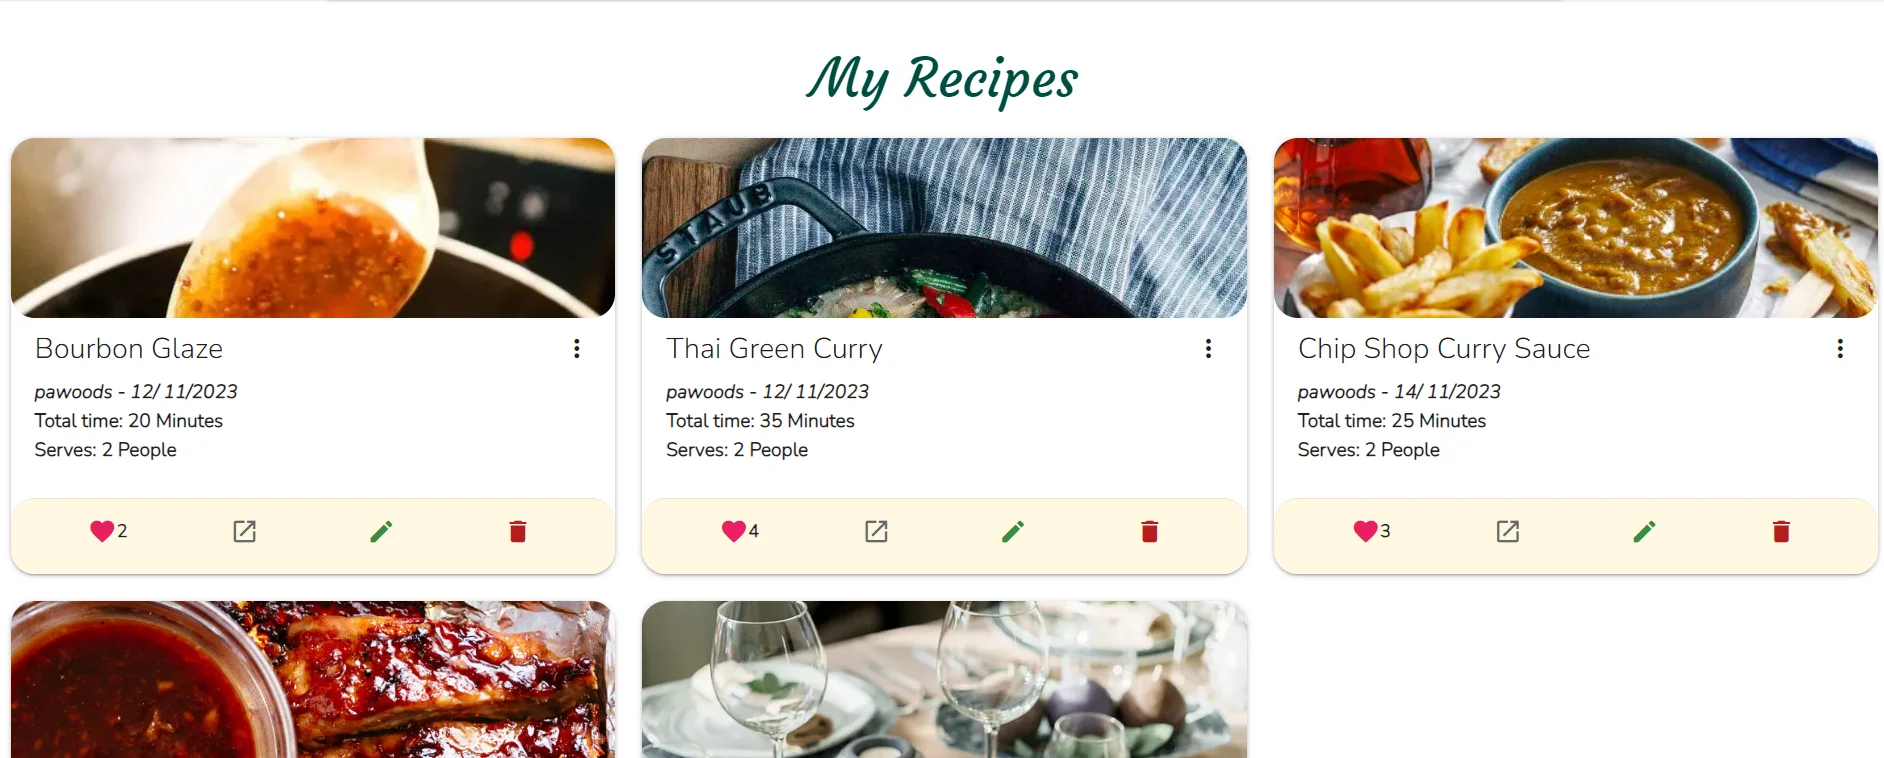 My Recipes
STAUB
Bourbon Glaze
pawoods - 12/ 11/2023
Total time: 20 Minutes
Serves: 2 People
2
Thai Green Curry
pawoods - 12/ 11/2023
Total time: 35 Minutes
Serves: 2 People
4
Chip Shop Curry Sauce
pawoods - 14/ 11/2023
Total time: 25 Minutes
Serves: 2 People
3